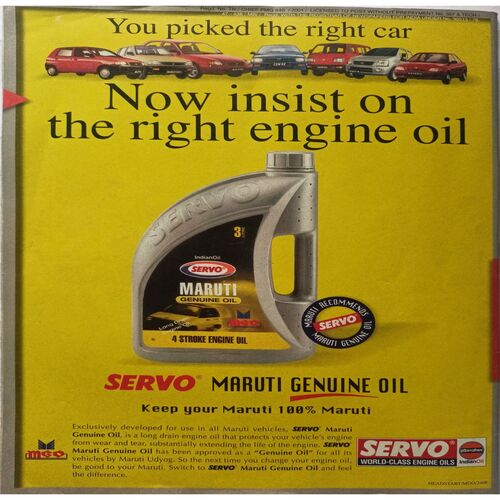 You picked the right car
Now insist on
the right engine oil
SERVO
3
IndianOil
SERVO
MARUTI
GENUINE OIL
4 STROKE ENGINE OIL
MARUTI RECOMMENDS
SERVO
MARUTI GENUINE OIL
SERVO® MARUTI GENUINE OIL
Keep your Maruti 100% Maruti
Exclusively developed for use in all Maruti vehicles, SERVO® Maruti
Genuine Oil, is a long drain engine oil that protects your vehicle's engine
from wear and tear, substantially extending the life of the engine. SERVO®
Maruti Genuine Oil has been approved as a "Genuine Oil" for all its
vehicles by Maruti Udyog. So the next time you change your engine oil,
be good to your Maruti. Switch to SERVO® Maruti Genuine Oil and feel
the difference.
SERVO®
WORLD-CLASS ENGINE OILS
IndianOil